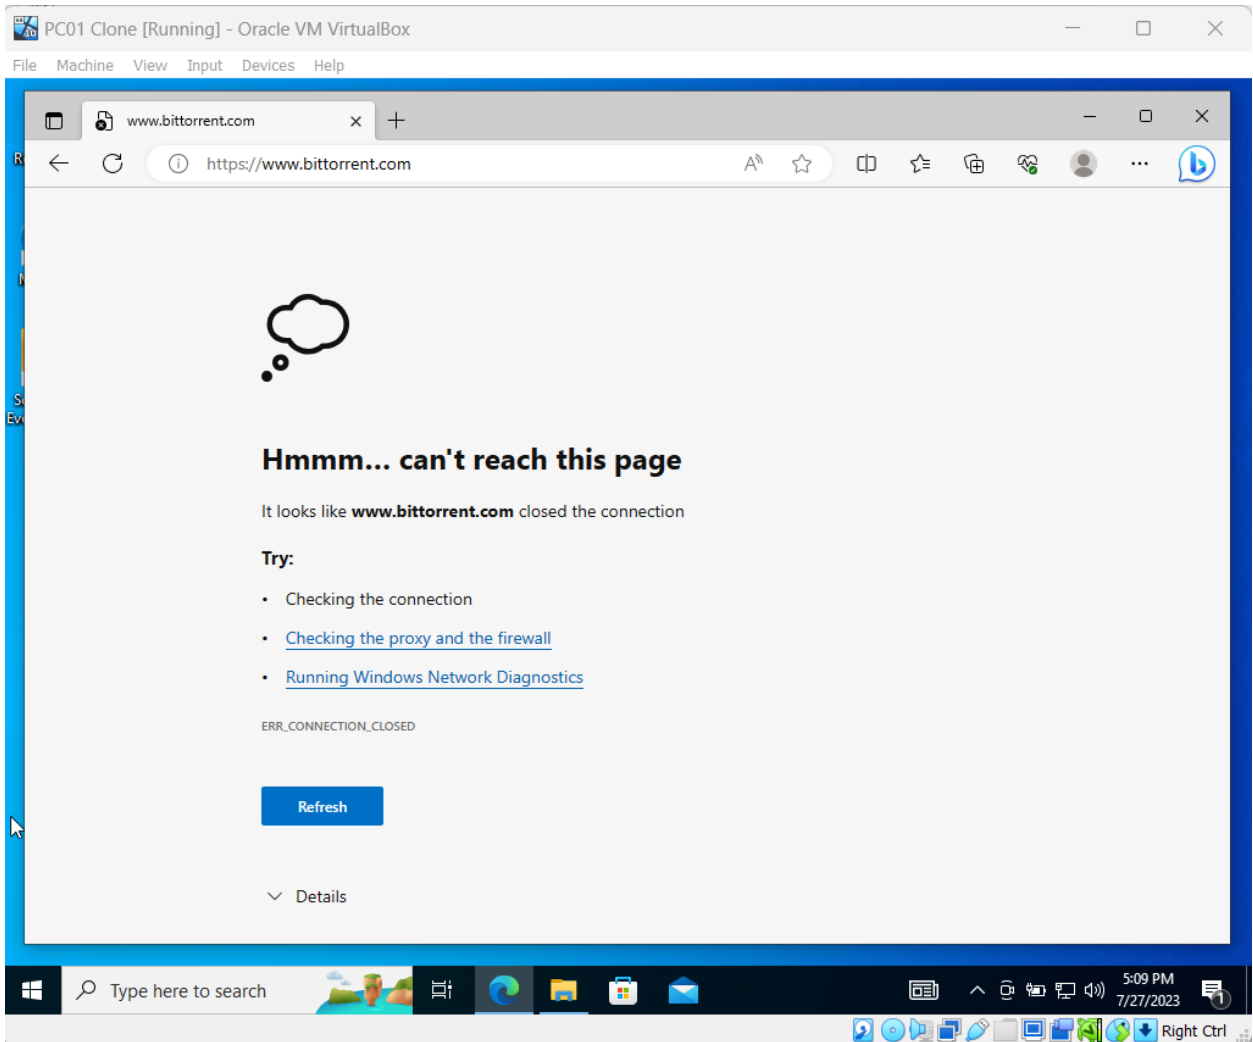 PC01 Clone [Running] - Oracle VM VirtualBox
File Machine View Input Devices Help
www.bittorrent.com
https://www.bittorrent.com
Hmmm... can't reach this page
It looks like www.bittorrent.com closed the connection
Try:
• Checking the connection
• Checking the proxy and the firewall
• Running Windows Network Diagnostics
ERR_CONNECTION_CLOSED
Refresh
Details
Type here to search
5:09 PM
7/27/2023
1
Right Ctrl